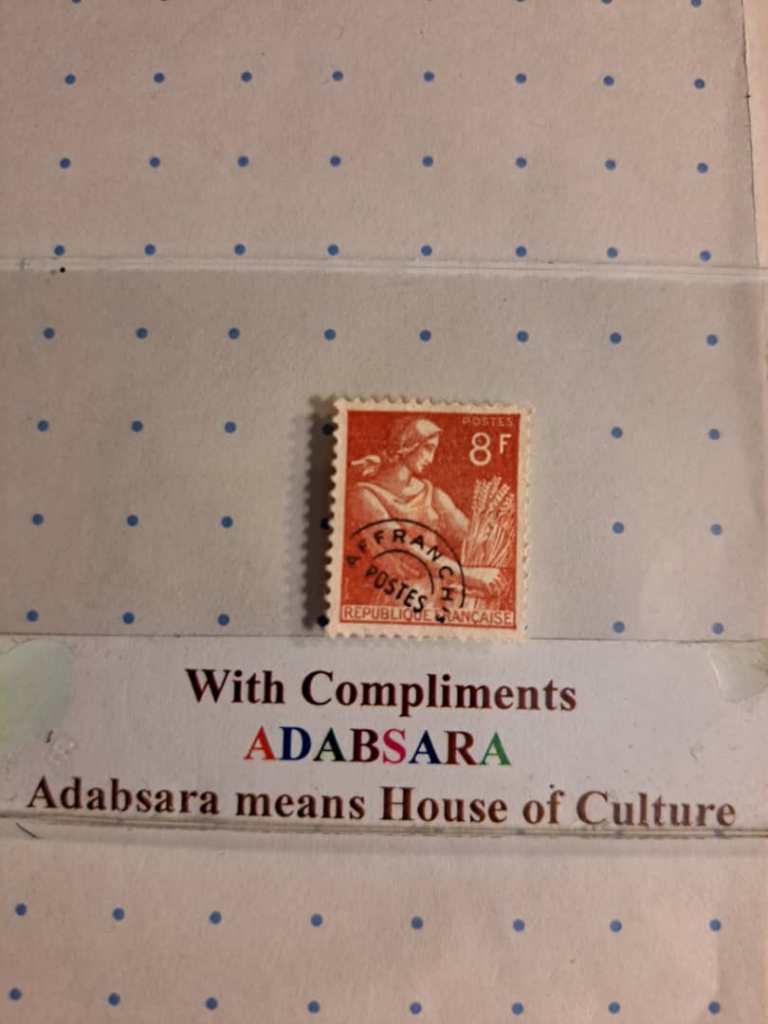 POSTES
8F
AFFRANCHts
POSTES
REPUBLIQUE FRANÇAISE
With Compliments
ADABSARA
Adabsara means House of Culture